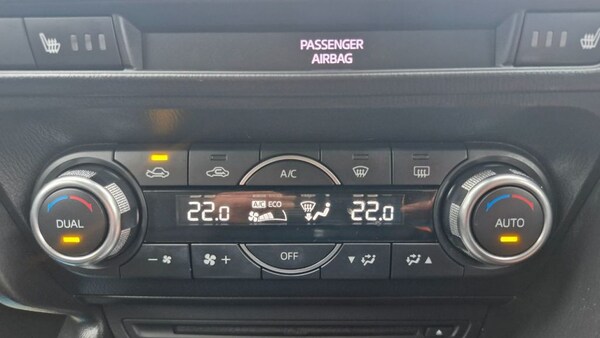 PASSENGER
AIRBAG
A/C
DUAL
22.0
A/C ECO
22.0
AUTO
OFF